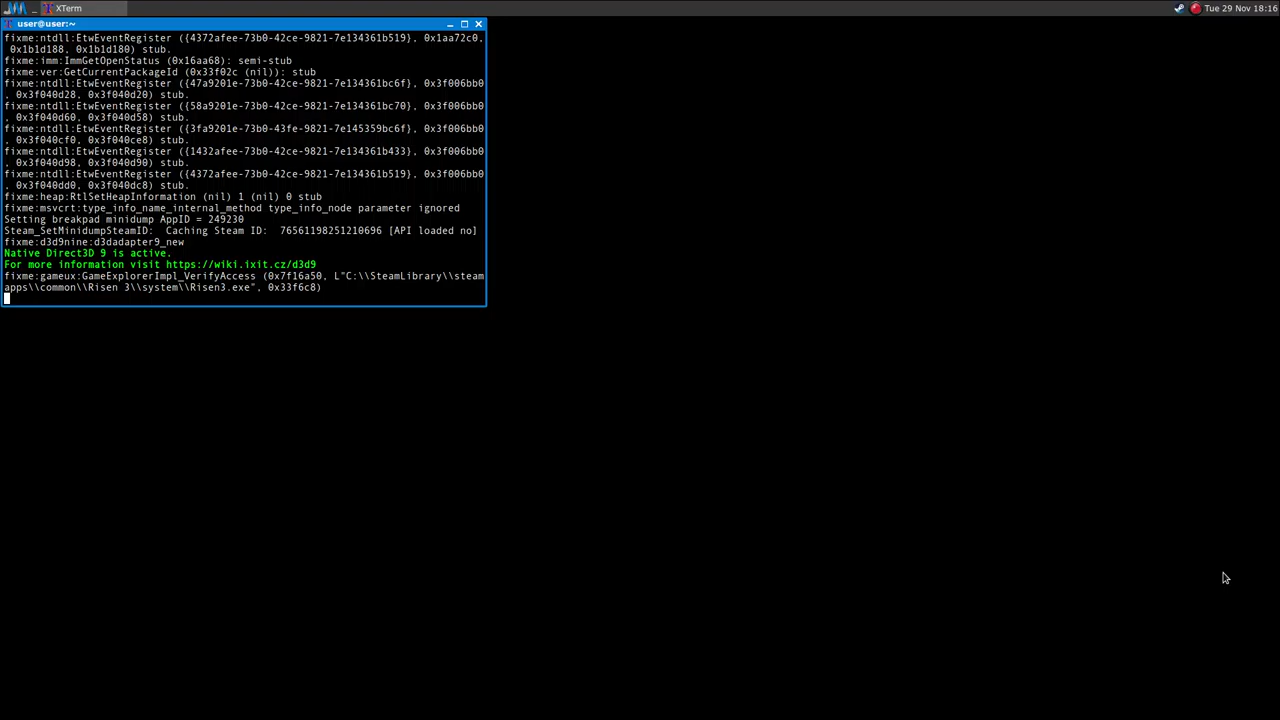 XTerm
Tue 29 Nov 18:16
user@user:~
fixme:ntdll:EtwEventRegister ({4372afee-73b0-42ce-9821-7e134361b519}, 0x1aa72c0,
 0x1b1d188, 0x1b1d180) stub.
fixme:imm:ImmGetOpenStatus (0x16aa68): semi-stub
fixme:ver:GetCurrentPackageId (0x33f02c (nil)): stub
fixme:ntdll:EtwEventRegister ({47a9201e-73b0-42ce-9821-7e134361bc6f}, 0x3f006bb0
, 0x3f040d28, 0x3f040d20) stub.
fixme:ntdll:EtwEventRegister ({58a9201e-73b0-42ce-9821-7e134361bc70}, 0x3f006bb0
, 0x3f040d60, 0x3f040d58) stub.
fixme:ntdll:EtwEventRegister ({3fa9201e-73b0-43fe-9821-7e145359bc6f}, 0x3f006bb0
, 0x3f040cf0, 0x3f040ce8) stub.
fixme:ntdll:EtwEventRegister ({1432afee-73b0-42ce-9821-7e134361b433}, 0x3f006bb0
, 0x3f040d98, 0x3f040d90) stub.
fixme:ntdll:EtwEventRegister ({4372afee-73b0-42ce-9821-7e134361b519}, 0x3f006bb0
, 0x3f040dd0, 0x3f040dc8) stub.
fixme:heap:RtlSetHeapInformation (nil) 1 (nil) 0 stub
fixme:msvcrt:type_info_name_internal_method type_info_node parameter ignored
Setting breakpad minidump AppID = 249230
Steam_SetMinidumpSteamID:  Caching Steam ID:  76561198251210696 [API loaded no]
fixme:d3d9nine:d3dadapter9_new
Native Direct3D 9 is active.
For more information visit https://wiki.ixit.cz/d3d9
fixme:gameux:GameExplorerImpl_VerifyAccess (0x7f16a50, L"C:\\SteamLibrary\\steam
apps\\common\\Risen 3\\system\\Risen3.exe", 0x33f6c8)